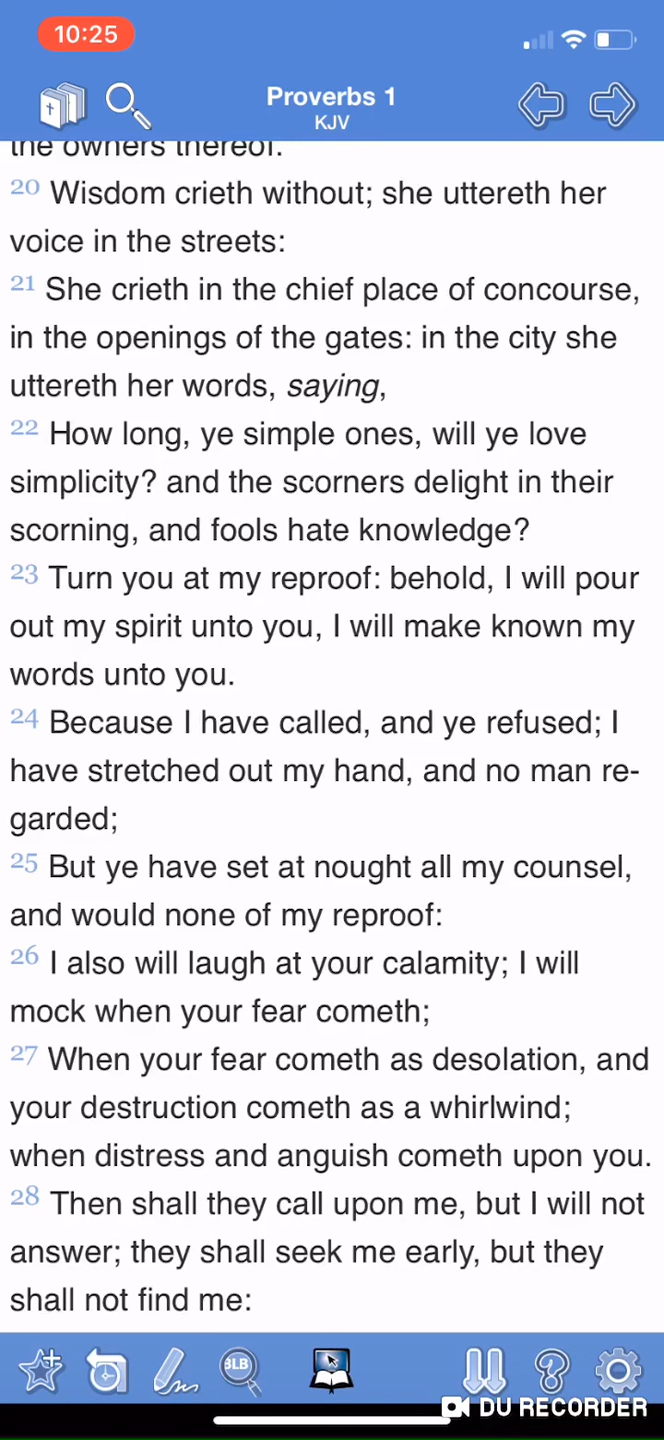 10:25
Proverbs 1
KJV
the owners thereof.
20 Wisdom crieth without; she uttereth her
voice in the streets:
21 She crieth in the chief place of concourse,
in the openings of the gates: in the city she
uttereth her words, saying,
22 How long, ye simple ones, will ye love
simplicity? and the scorners delight in their
scorning, and fools hate knowledge?
23 Turn you at my reproof: behold, I will pour
out my spirit unto you, I will make known my
words unto you.
24 Because I have called, and ye refused; I
have stretched out my hand, and no man re-
garded;
25 But ye have set at nought all my counsel,
and would none of my reproof:
26 I also will laugh at your calamity; I will
mock when your fear cometh;
27 When your fear cometh as desolation, and
your destruction cometh as a whirlwind;
when distress and anguish cometh upon you.
28 Then shall they call upon me, but I will not
answer; they shall seek me early, but they
shall not find me:
BLB
DU RECORDER